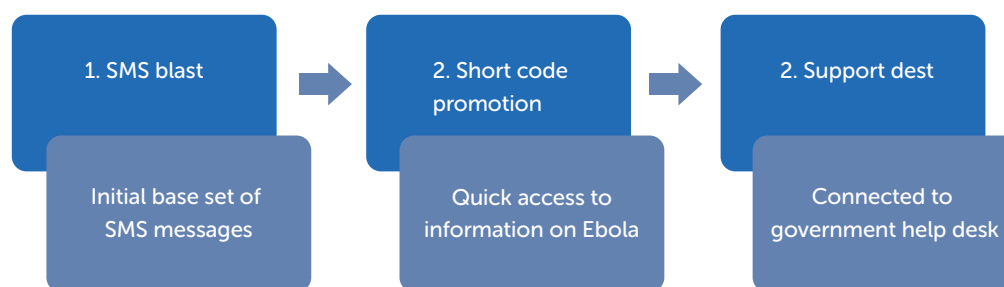 1. SMS blast
Initial base set of
SMS messages
2. Short code
promotion
Quick access to
information on Ebola
2. Support dest
Connected to
government help desk